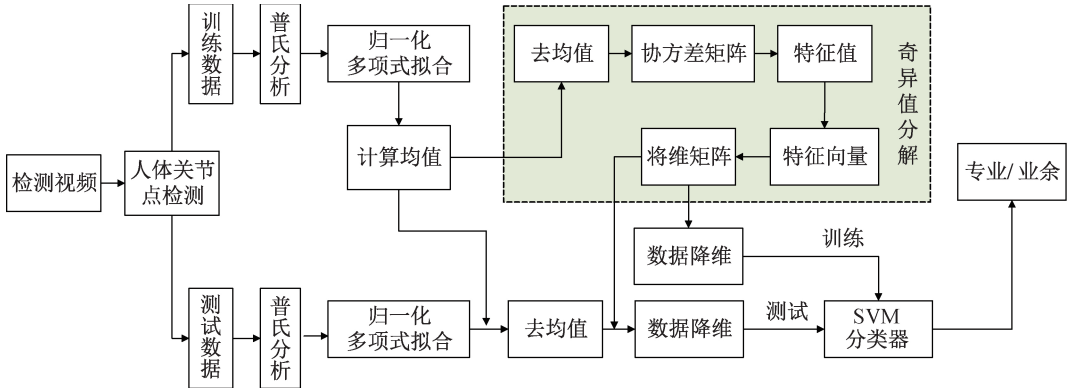 检测视频
人体关节
点检测
训练数据
普氏分析
归一化
多项式拟合
计算均值
去均值
协方差矩阵
特征值
特征向量
将维矩阵
奇异值分解
数据降维
训练
测试数据
普氏分析
归一化
多项式拟合
去均值
数据降维
测试
SVM
分类器
专业/业余